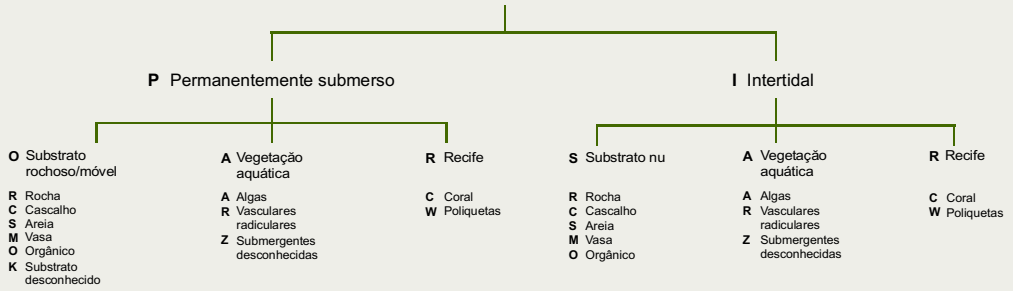 P Permanentemente submerso
I Intertidal
O Substrato
rochoso/móvel
R Rocha
C Cascalho
S Areia
M Vasa
O Orgânico
K Substrato
desconhecido
A Vegetação
aquática
A Algas
R Vasculares
radiculares
Z Submergentes
desconhecidas
R Recife
C Coral
W Poliquetas
S Substrato nu
R Rocha
C Cascalho
S Areia
M Vasa
O Orgânico
A Vegetação
aquática
A Algas
R Vasculares
radiculares
Z Submergentes
desconhecidas
R Recife
C Coral
W Poliquetas